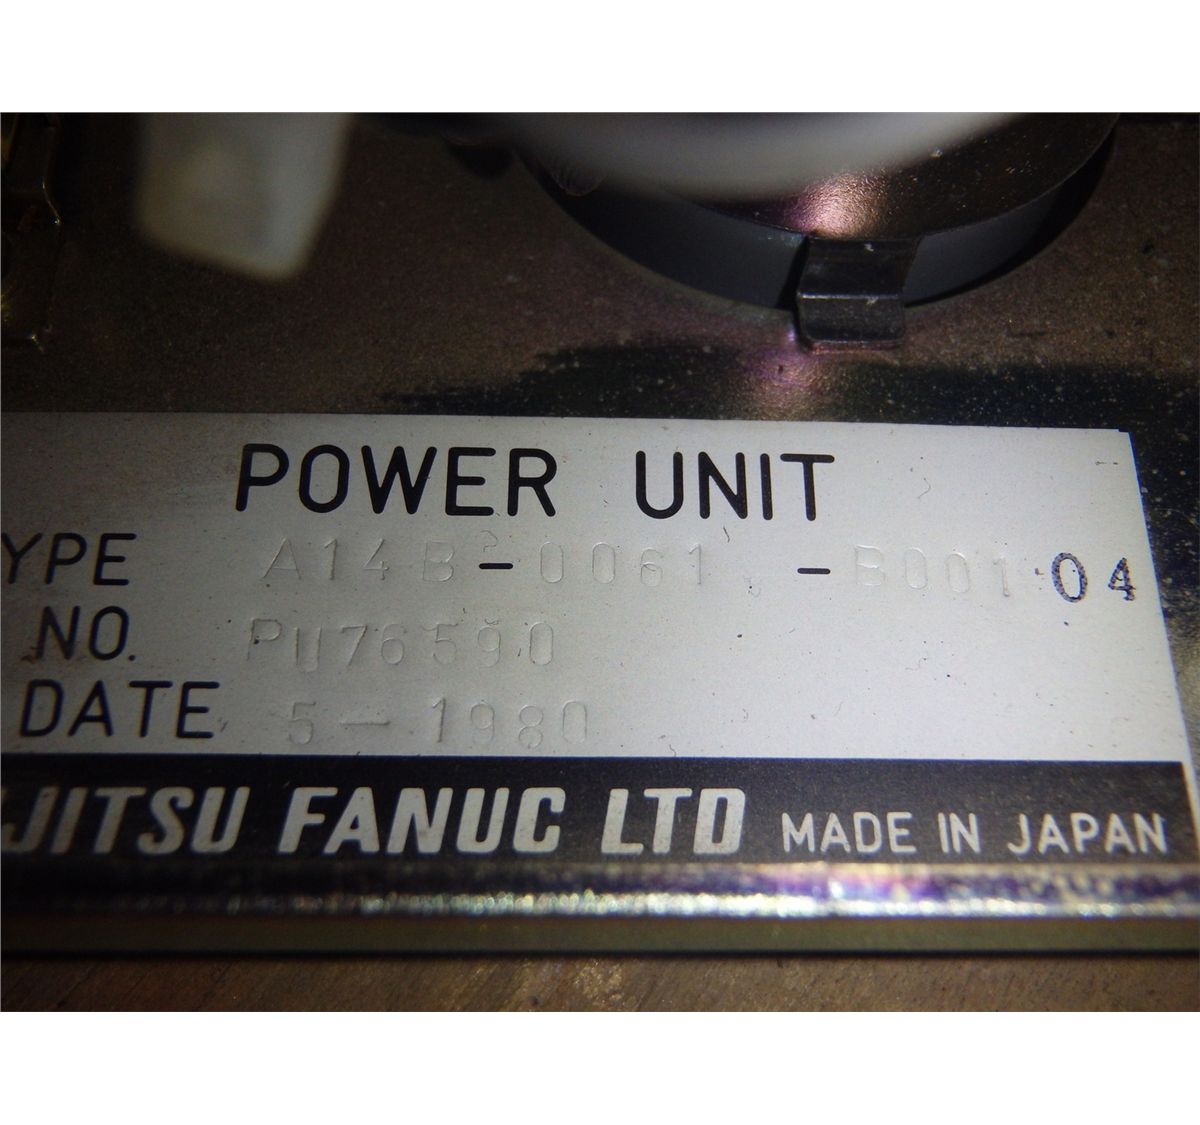 POWER UNIT
YPE A14B-0061-B001 04
NO. PU76590
DATE 5-1980
JITSU FANUC LTD MADE IN JAPAN